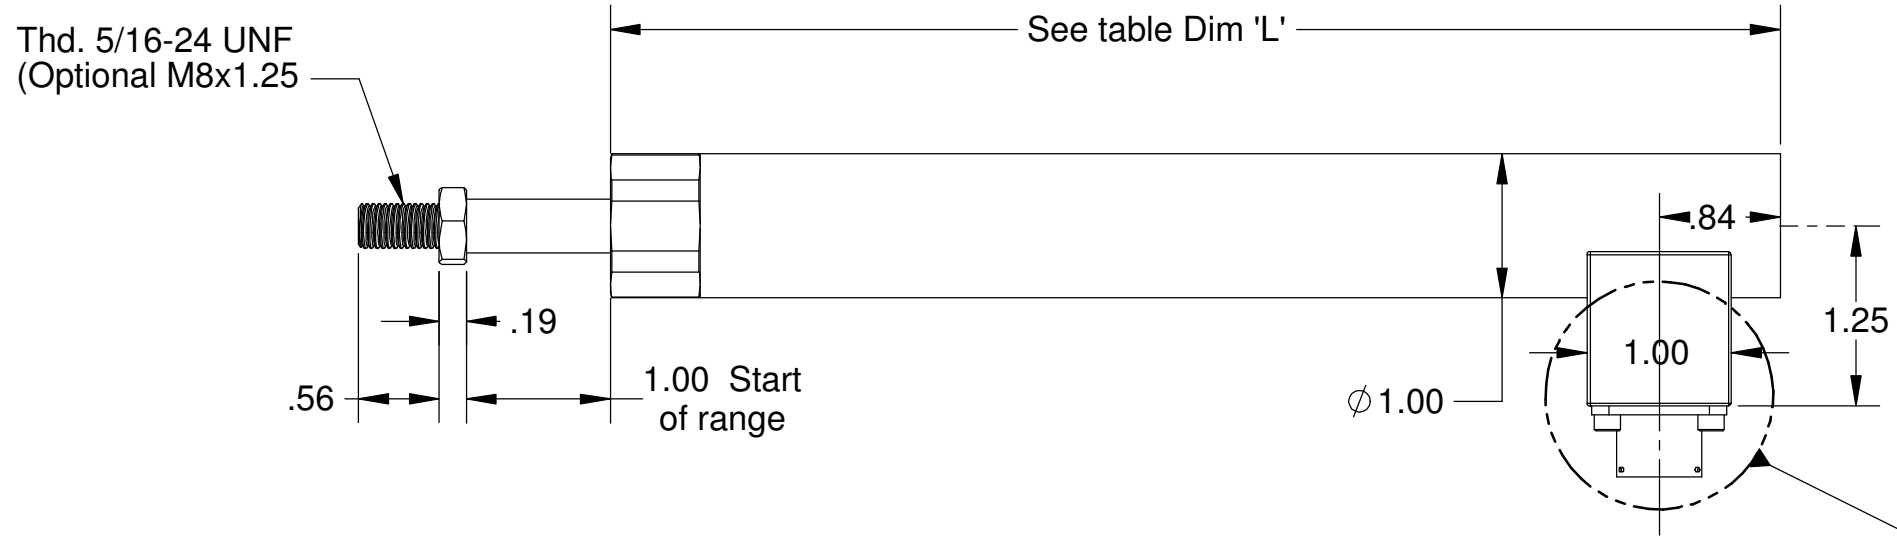 See table Dim 'L'
Thd. 5/16-24 UNF
(Optional M8x1.25
.84
.19
1.25
1.00
1.00 Start
of range
.56
∅1.00